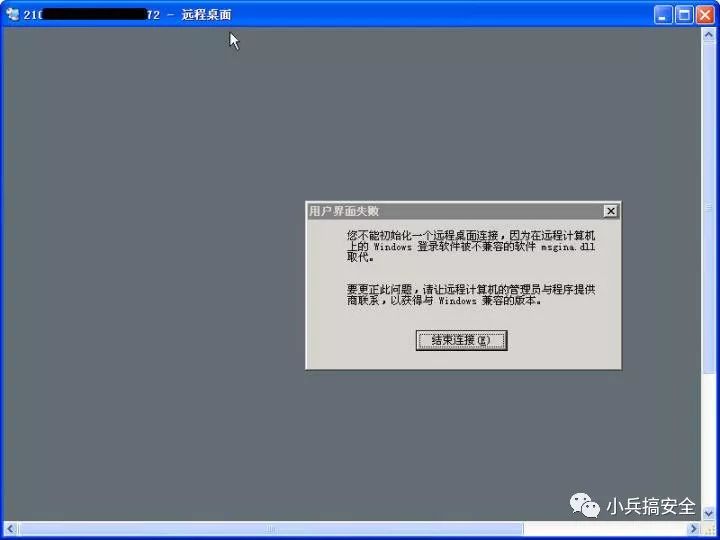 210 72 - 远程桌面
用户界面失败
您不能初始化一个远程桌面连接，因为在远程计算机
上的 Windows 登录软件被不兼容的软件 msgina.dll
取代。
要更正此问题，请让远程计算机的管理员与程序提供
商联系，以获得与 Windows 兼容的版本。
结束连接(E)
小兵搞安全